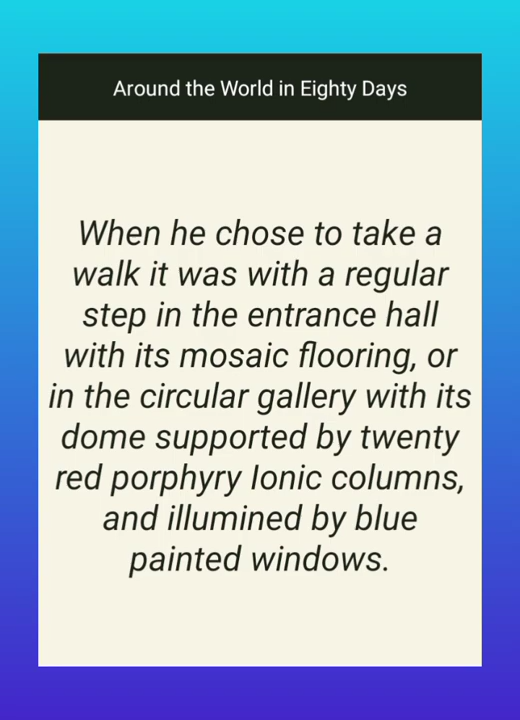 Around the World in Eighty Days
When he chose to take a
walk it was with a regular
step in the entrance hall
with its mosaic flooring, or
in the circular gallery with its
dome supported by twenty
red porphyry Ionic columns,
and illumined by blue
painted windows.